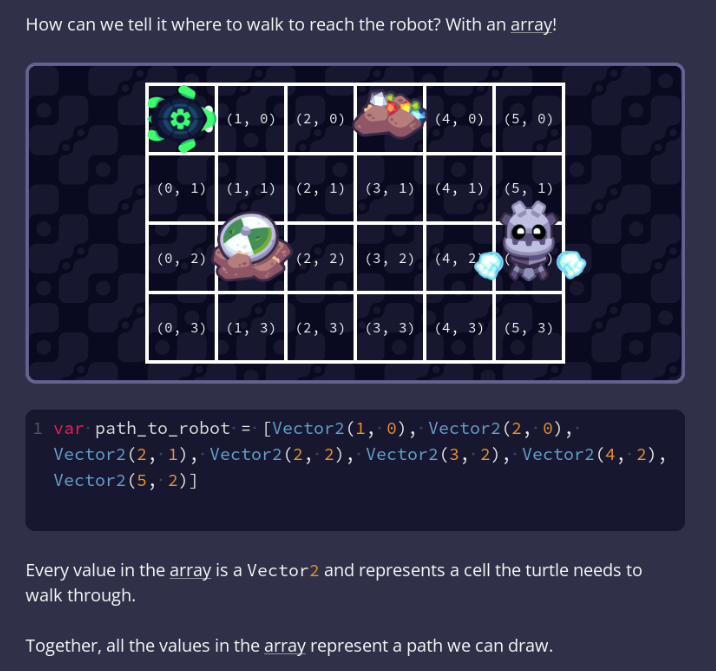 How can we tell it where to walk to reach the robot? With an array!
(1, 0) (2, 0) (4, 0) (5, 0)
(0, 1) (1, 1) (2, 1) (3, 1) (4, 1) (5, 1)
(0, 2) (2, 2) (3, 2) (4, 2
(0, 3) (1, 3) (2, 3) (3, 3) (4, 3) (5, 3)
1 var path_to_robot = [Vector2(1, 0), Vector2(2, 0),
Vector2(2, 1), Vector2(2, 2), Vector2(3, 2), Vector2(4, 2),
Vector2(5, 2)]
Every value in the array is a Vector2 and represents a cell the turtle needs to
walk through.
Together, all the values in the array represent a path we can draw.